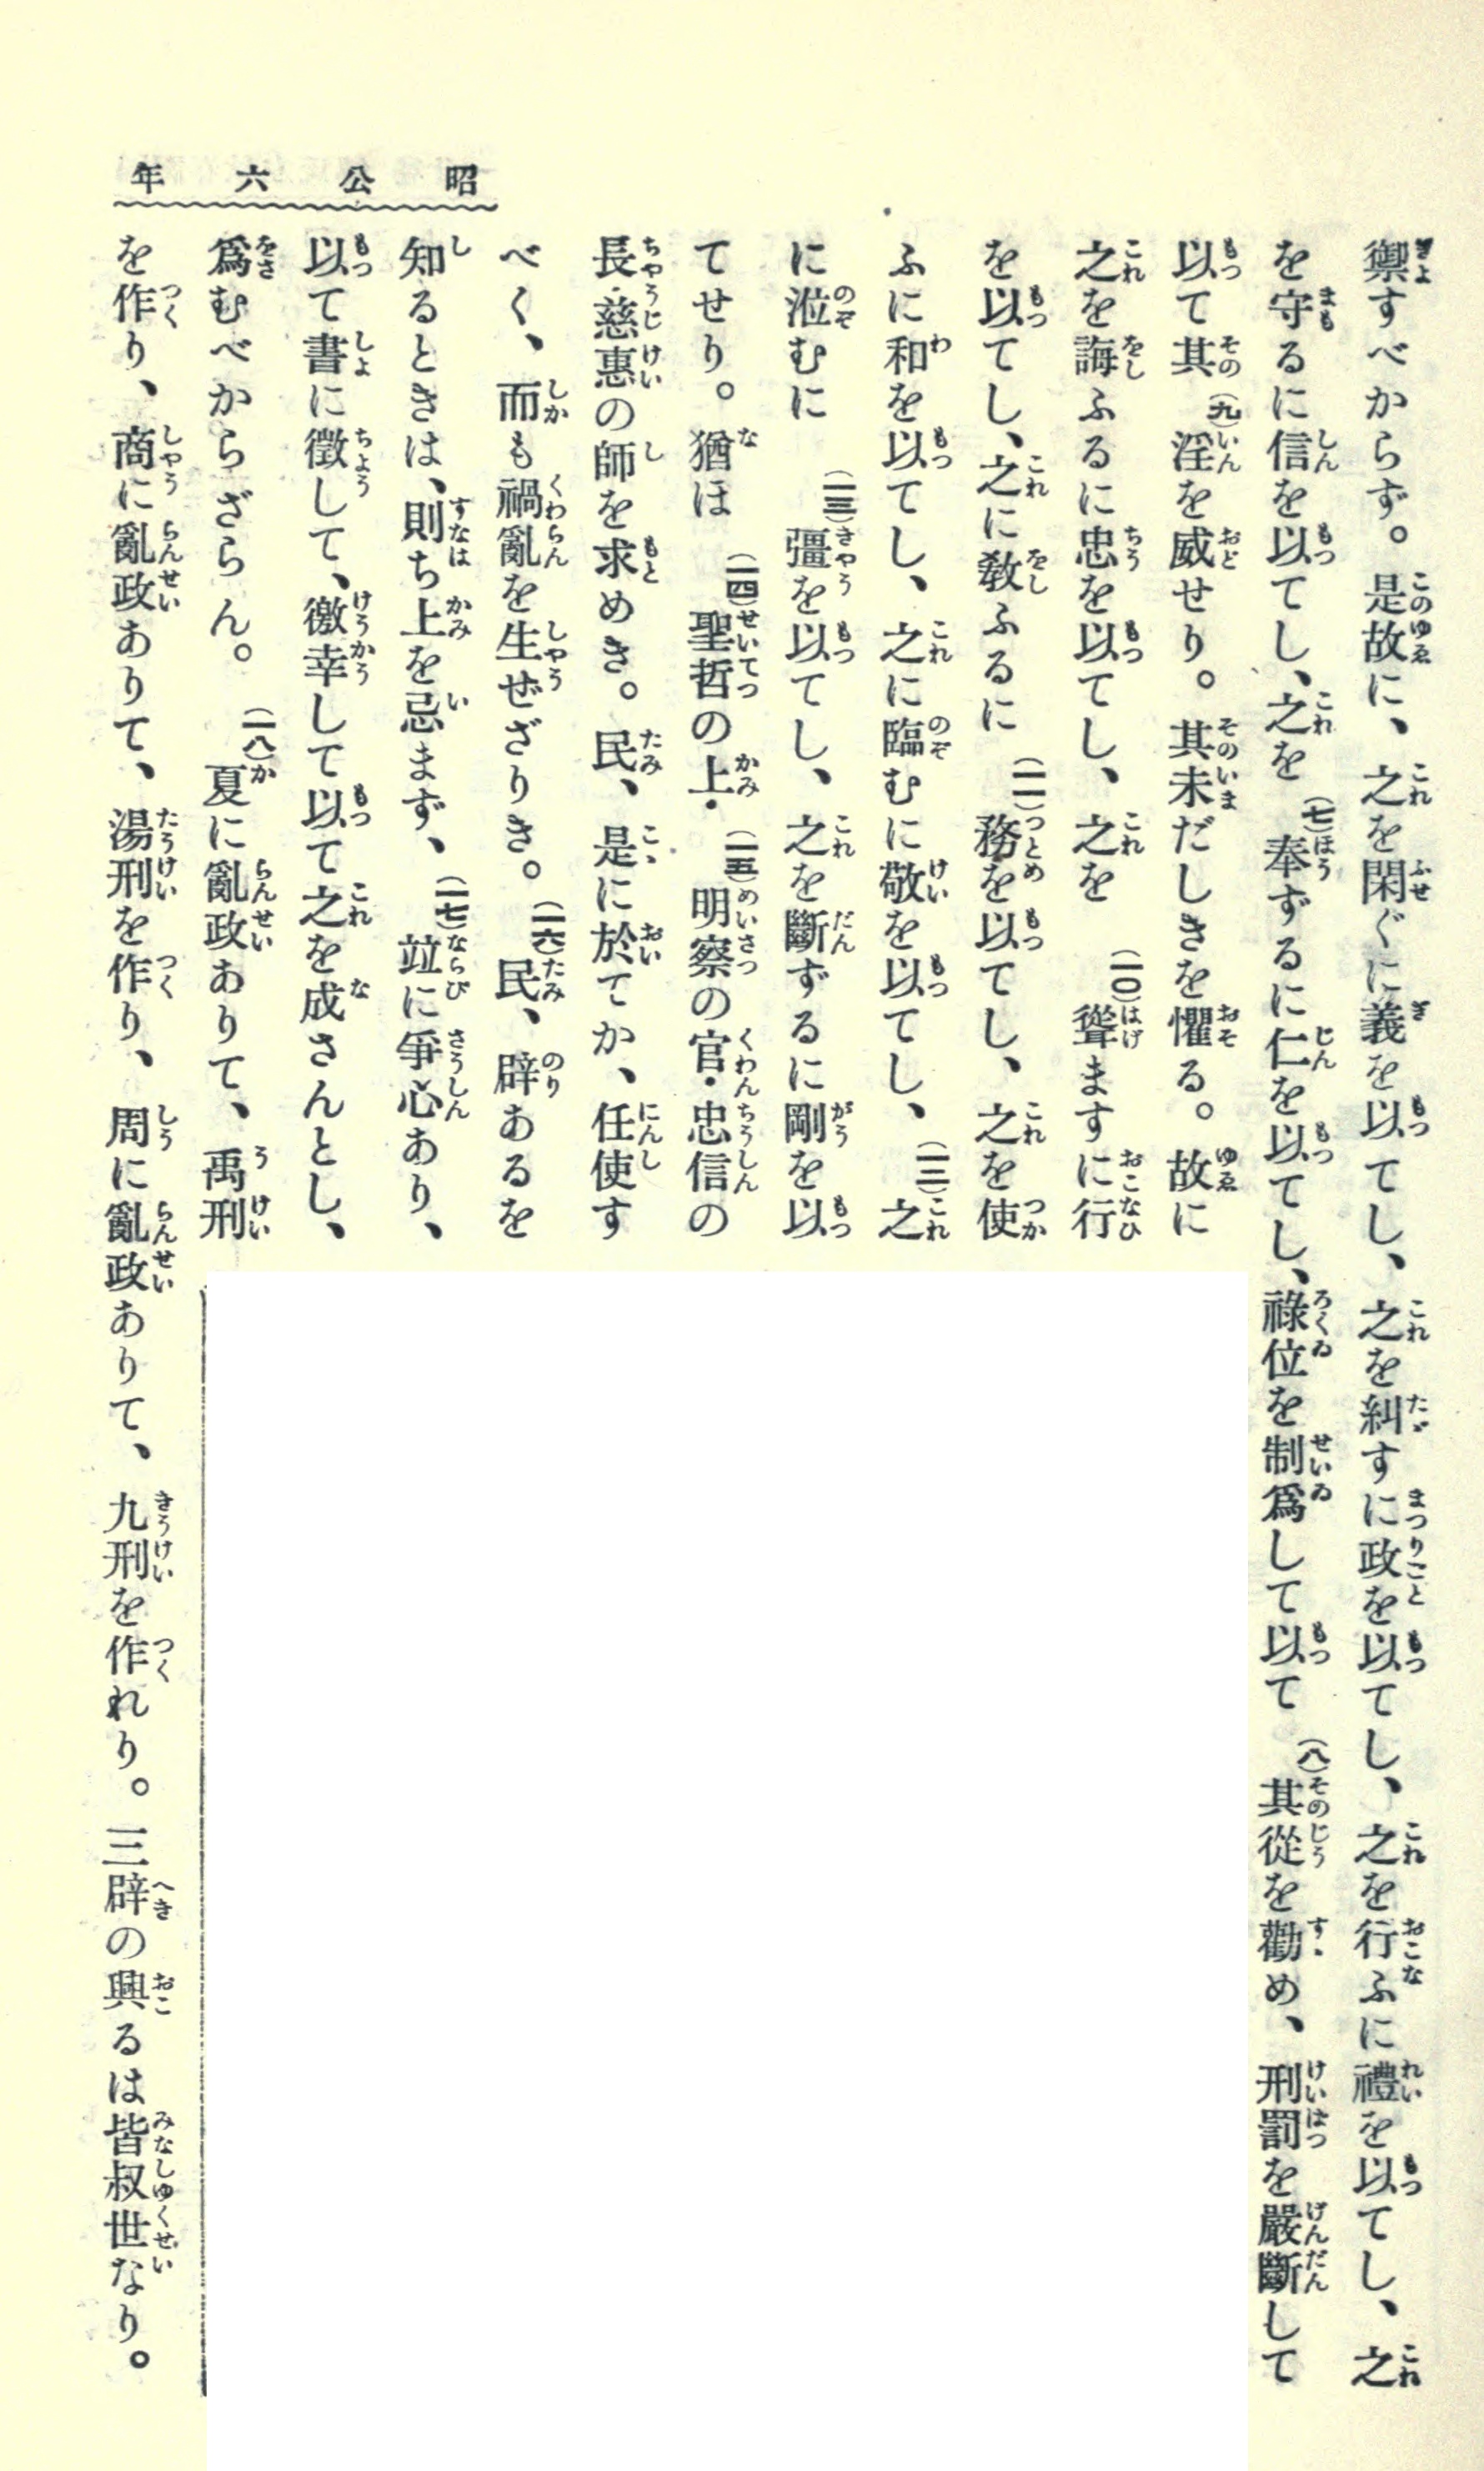 昭公六年
禦すべからず。是故に、之を閑ぐに義を以てし、之を糾すに政を以てし、之を行ふに禮を以てし、之
を守るに信を以てし、之を(七)奉ずるに仁を以てし、祿位を制爲して以て(八)其從を勸め、刑罰を嚴斷して
以て其(九)淫を威せり。其未だしきを懼る。故に
之を誨ふるに忠を以てし、之を(一〇)聳ますに行
を以てし、之に敎ふるに(一一)務を以てし、之を使
ふに和を以てし、之に臨むに敬を以てし、(一二)之
に涖むに(一三)彊を以てし、之を斷ずるに剛を以
てせり。猶ほ(一四)聖哲の上・(一五)明察の官・忠信の
長・慈惠の師を求めき。民、是に於てか、任使す
べく、而も禍亂を生ぜざりき。(一六)民、辟あるを
知るときは、則ち上を忌まず、(一七)竝に爭心あり、
以て書に徵して、徼幸して以て之を成さんとし、
爲むべからざらん。(一八)夏に亂政ありて、禹刑
を作り、商に亂政ありて、湯刑を作り、周に亂政ありて、九刑を作れり。三辟の興るは皆叔世なり。